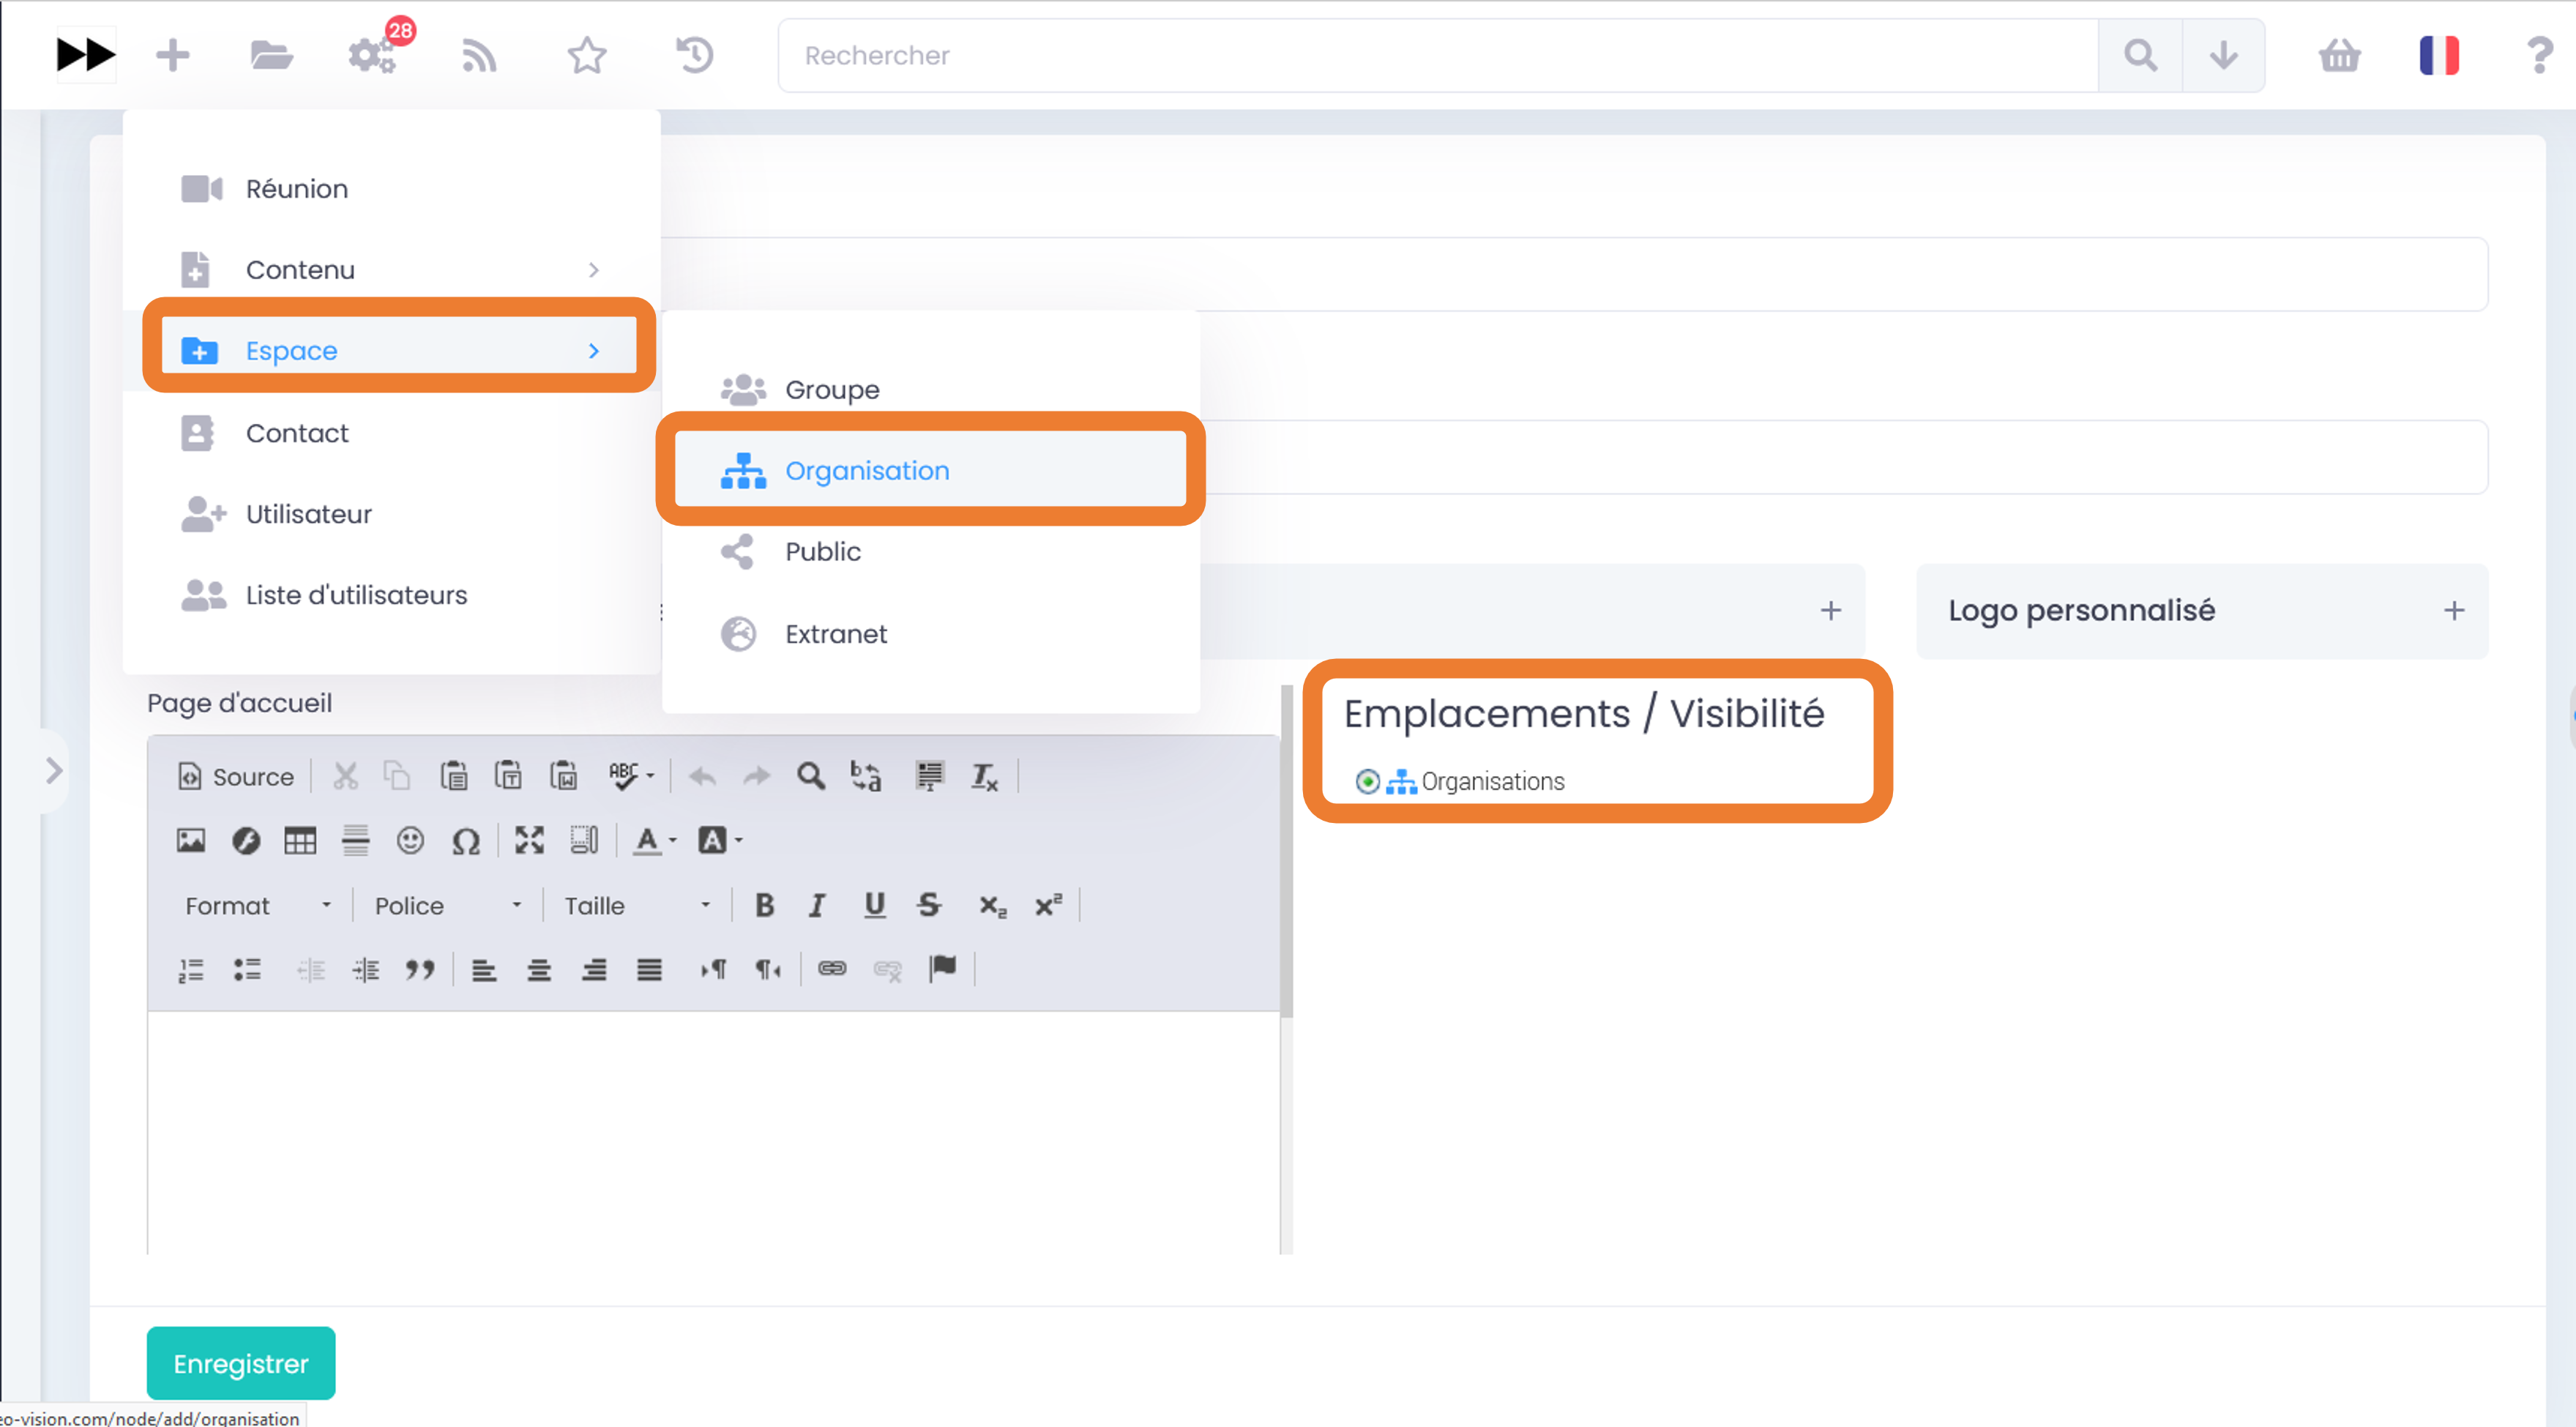 28
Rechercher
Réunion
Contenu
Espace
Contact
Utilisateur
Liste d'utilisateurs
Groupe
Organisation
Public
Extranet
Logo personnalisé
Page d'accueil
Emplacements / Visibilité
Organisations
Source
Format Police Taille
Enregistrer
eo-vision.com/node/add/organisation